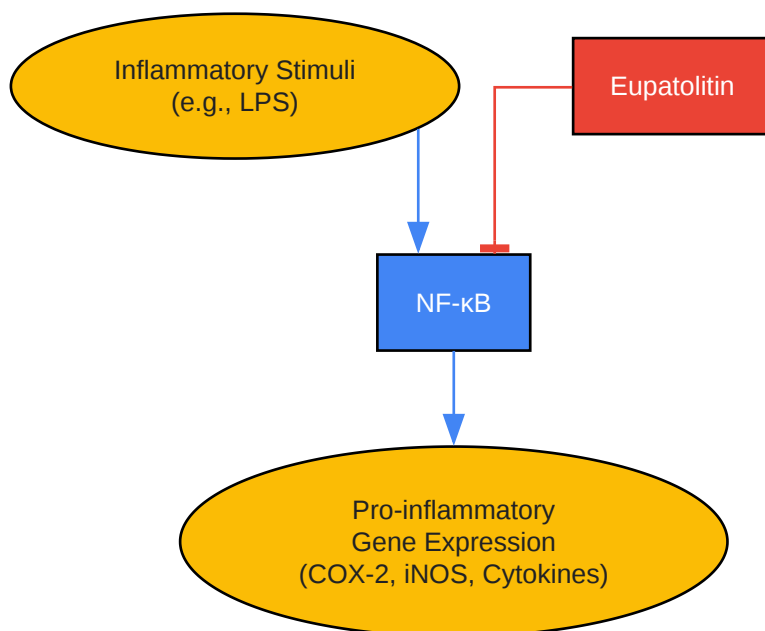 Inflammatory Stimuli
(e.g., LPS)
Eupatolitin
NF-κB
Pro-inflammatory
Gene Expression
(COX-2, iNOS, Cytokines)